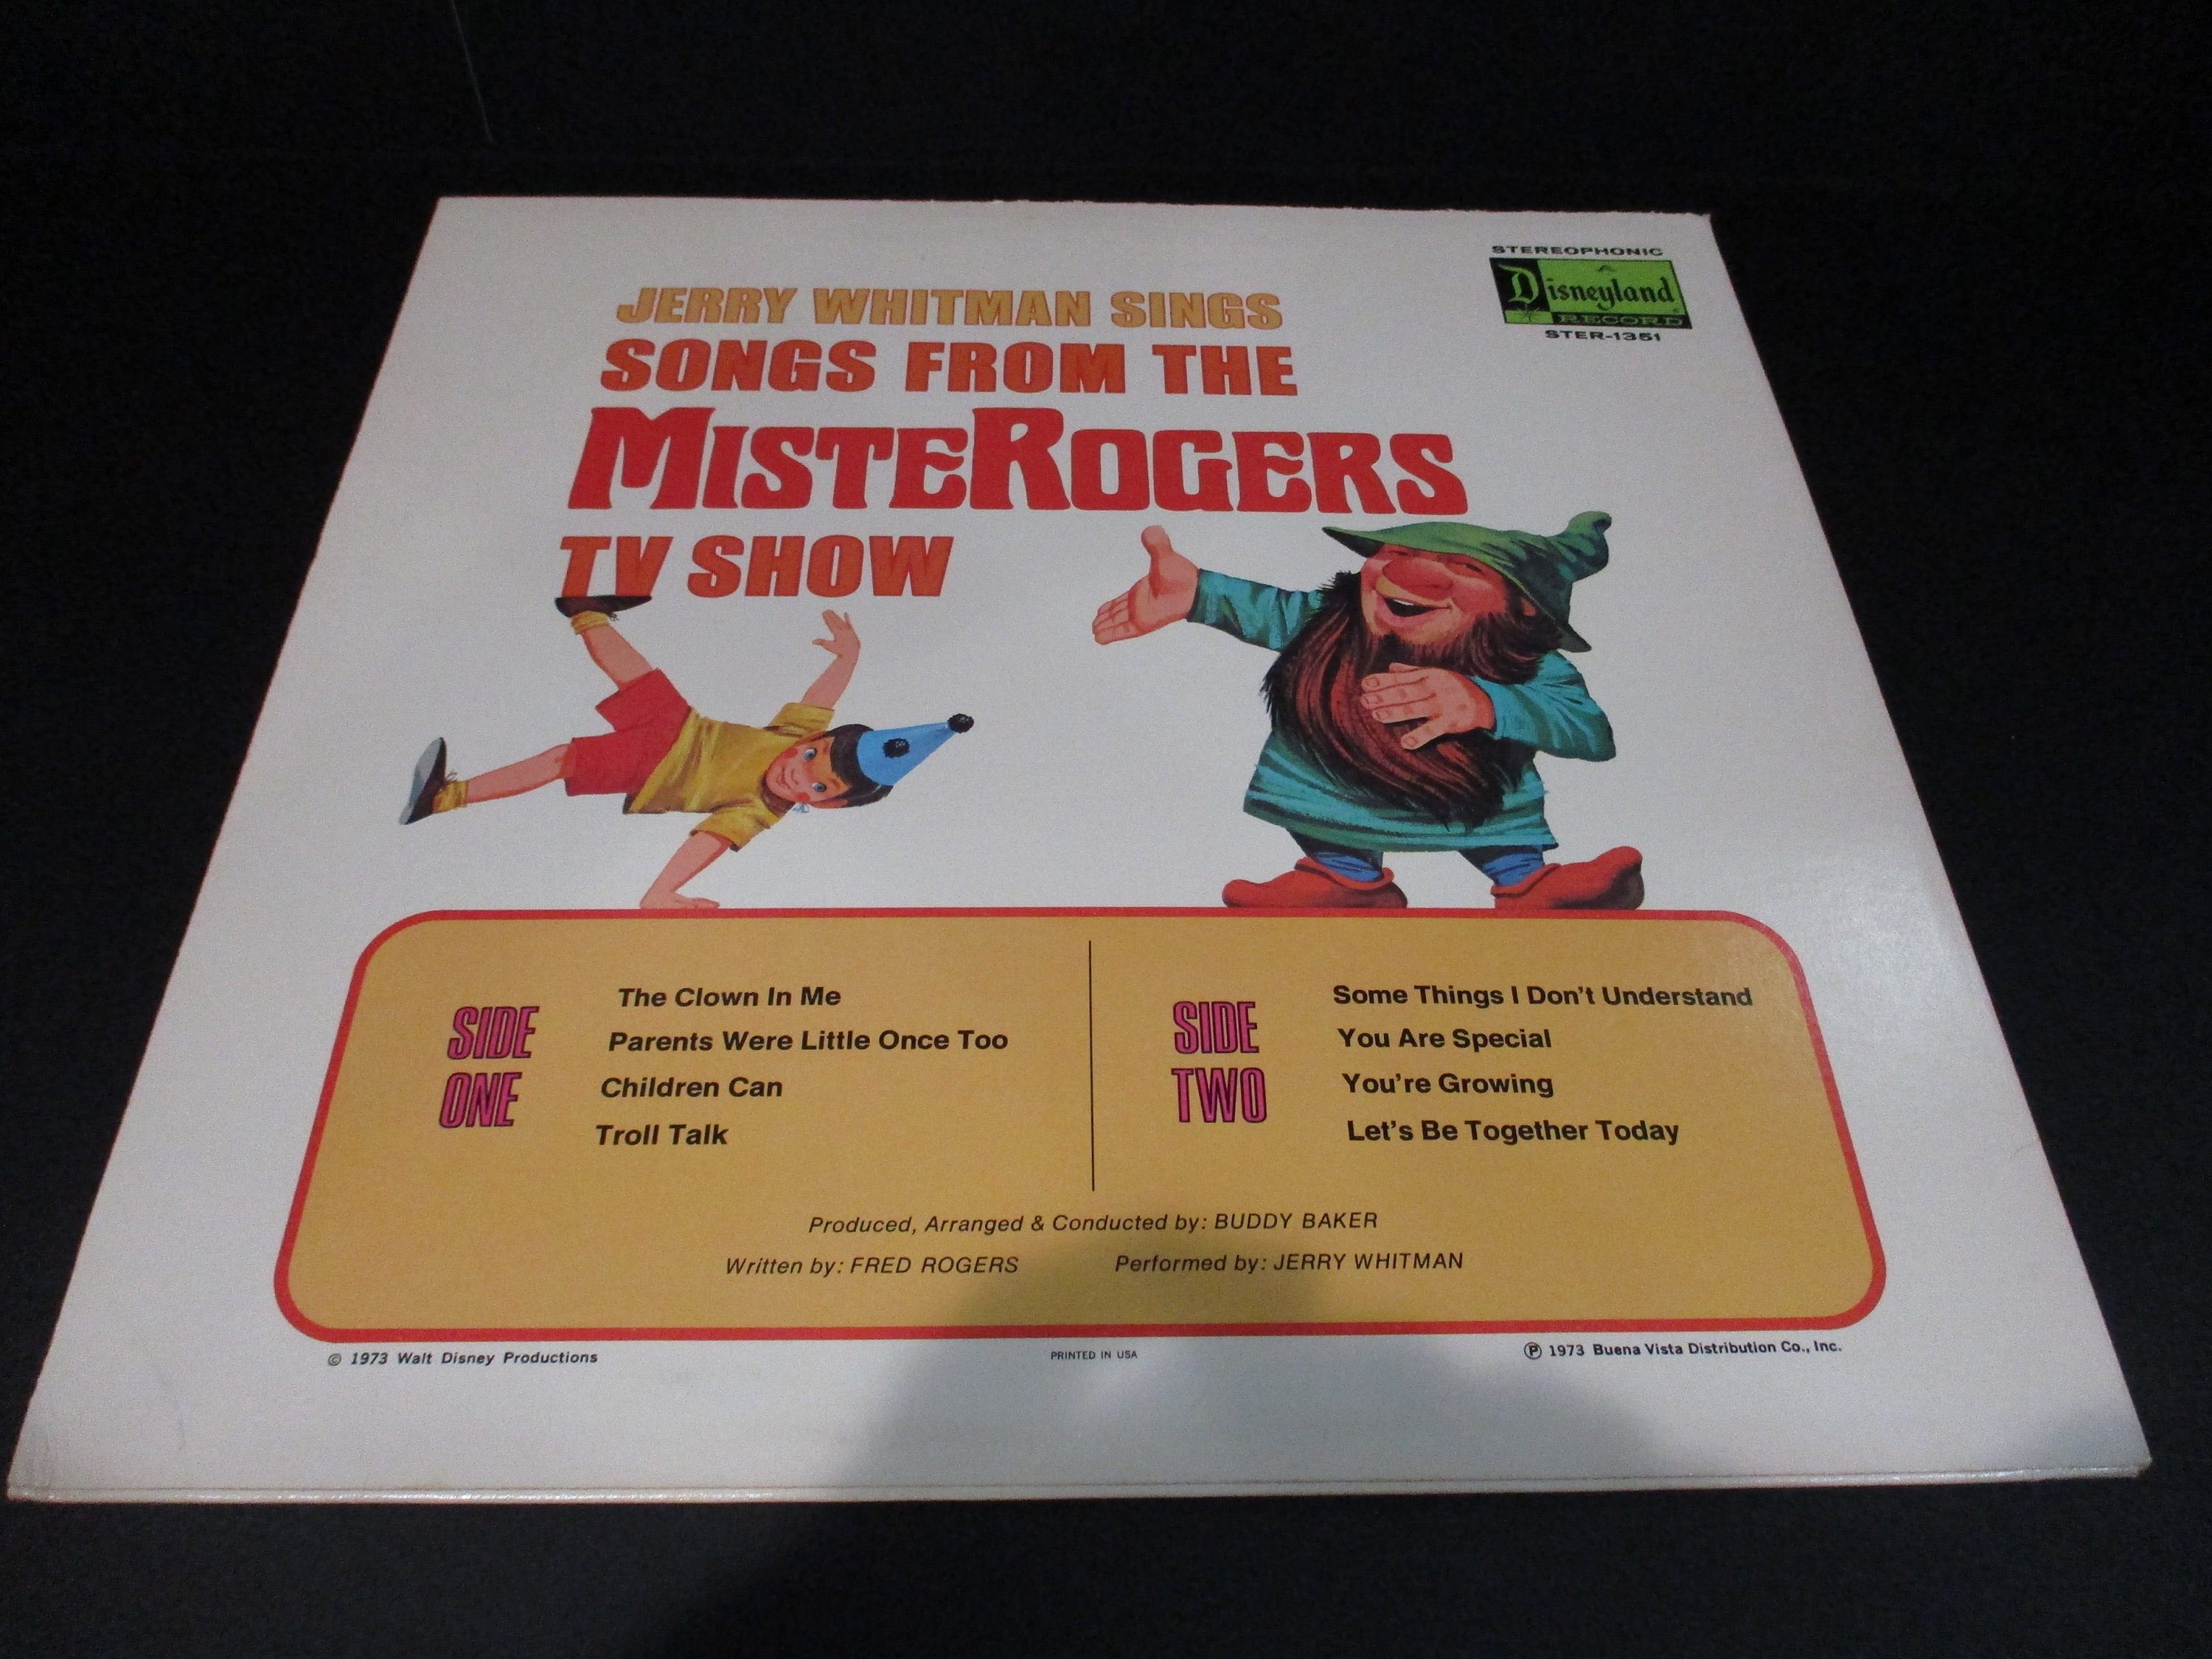 STEREOPHONIC
Disneyland
RECORD
STER-1351
JERRY WHITMAN SINGS
SONGS FROM THE
MISTEROGERS
TV SHOW
SIDE
ONE
The Clown In Me
Parents Were Little Once Too
Children Can
Troll Talk
SIDE
TWO
Some Things I Don't Understand
You Are Special
You're Growing
Let's Be Together Today
Produced, Arranged & Conducted by: BUDDY BAKER
Written by: FRED ROGERS Performed by: JERRY WHITMAN
© 1973 Walt Disney Productions PRINTED IN USA ℗ 1973 Buena Vista Distribution Co., Inc.